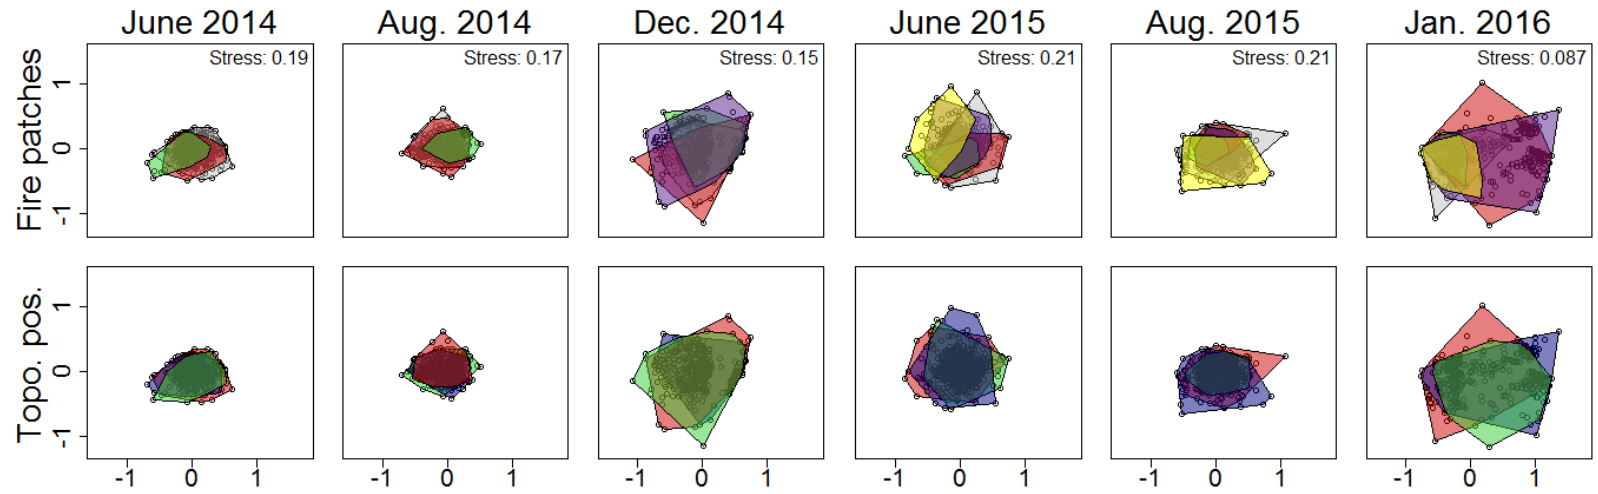 June 2014 Aug. 2014 Dec. 2014 June 2015 Aug. 2015 Jan. 2016
Fire patches
Stress: 0.19 Stress: 0.17 Stress: 0.15 Stress: 0.21 Stress: 0.21 Stress: 0.087
1
0
-1
Topo. pos.
1
0
-1
-1 0 1 -1 0 1 -1 0 1 -1 0 1 -1 0 1 -1 0 1